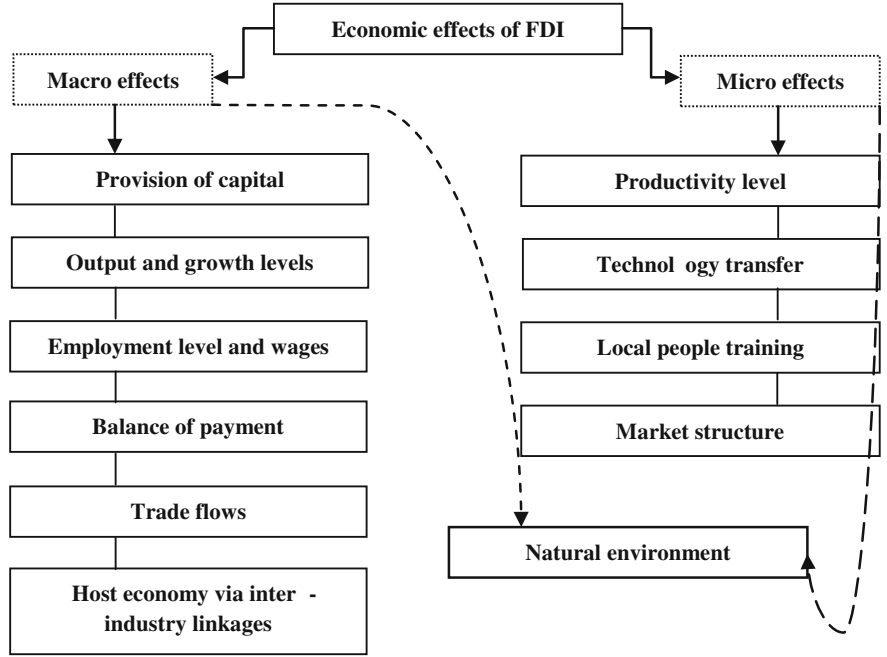 Economic effects of FDI
Macro effects
Micro effects
Provision of capital
Output and growth levels
Employment level and wages
Balance of payment
Trade flows
Host economy via inter -
industry linkages
Productivity level
Technol ogy transfer
Local people training
Market structure
Natural environment